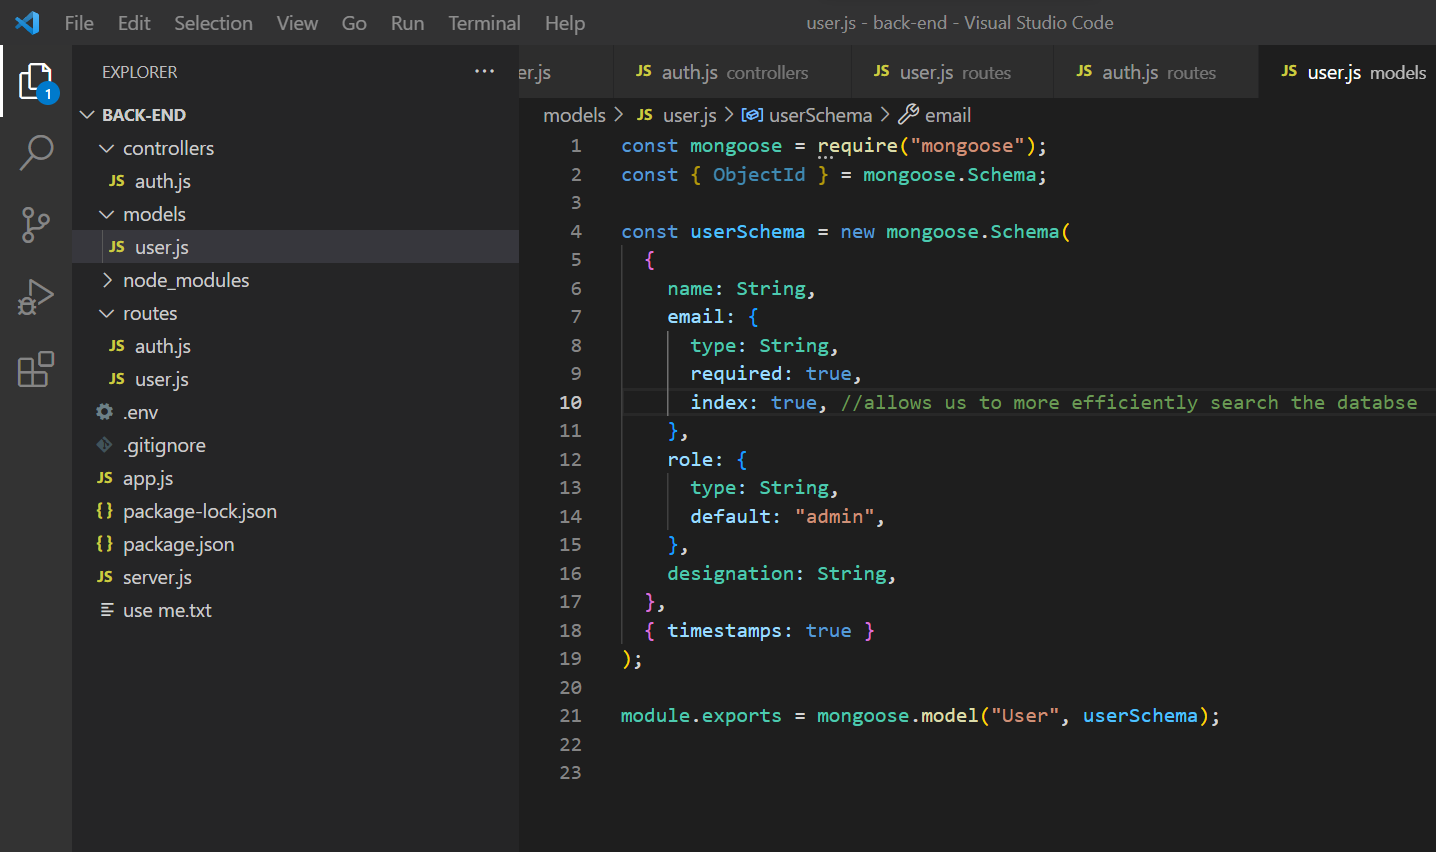 File Edit Selection View Go Run Terminal Help user.js - back-end - Visual Studio Code
EXPLORER ···
er.js JS auth.js controllers JS user.js routes JS auth.js routes JS user.js models
1
BACK-END
controllers
JS auth.js
models
JS user.js
node_modules
routes
JS auth.js
JS user.js
.env
.gitignore
JS app.js
{} package-lock.json
{} package.json
JS server.js
use me.txt
models > JS user.js > userSchema > email
1 const mongoose = require("mongoose");
2 const { ObjectId } = mongoose.Schema;
3
4 const userSchema = new mongoose.Schema(
5 {
6 name: String,
7 email: {
8 type: String,
9 required: true,
10 index: true, //allows us to more efficiently search the databse
11 },
12 role: {
13 type: String,
14 default: "admin",
15 },
16 designation: String,
17 },
18 { timestamps: true }
19 );
20
21 module.exports = mongoose.model("User", userSchema);
22
23